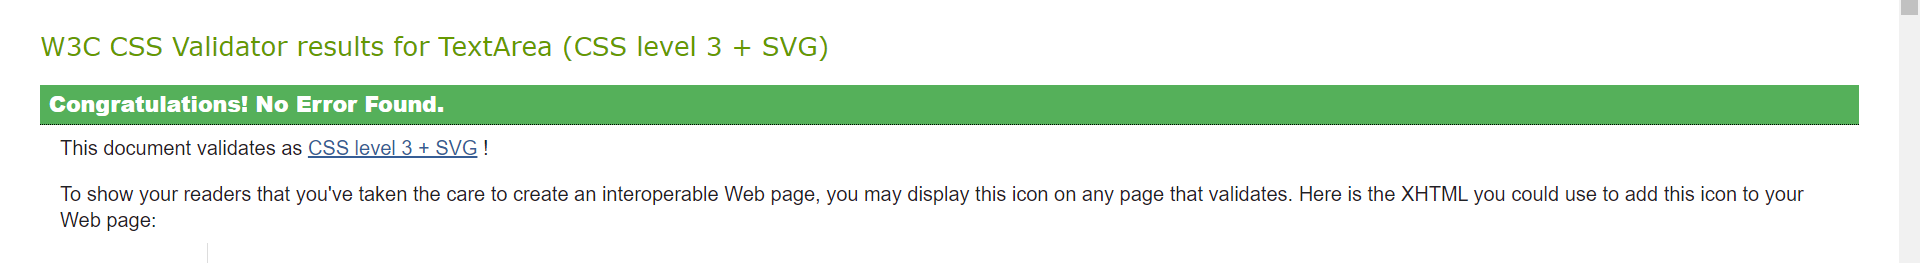 W3C CSS Validator results for TextArea (CSS level 3 + SVG)
Congratulations! No Error Found.
This document validates as CSS level 3 + SVG !
To show your readers that you've taken the care to create an interoperable Web page, you may display this icon on any page that validates. Here is the XHTML you could use to add this icon to your
Web page: